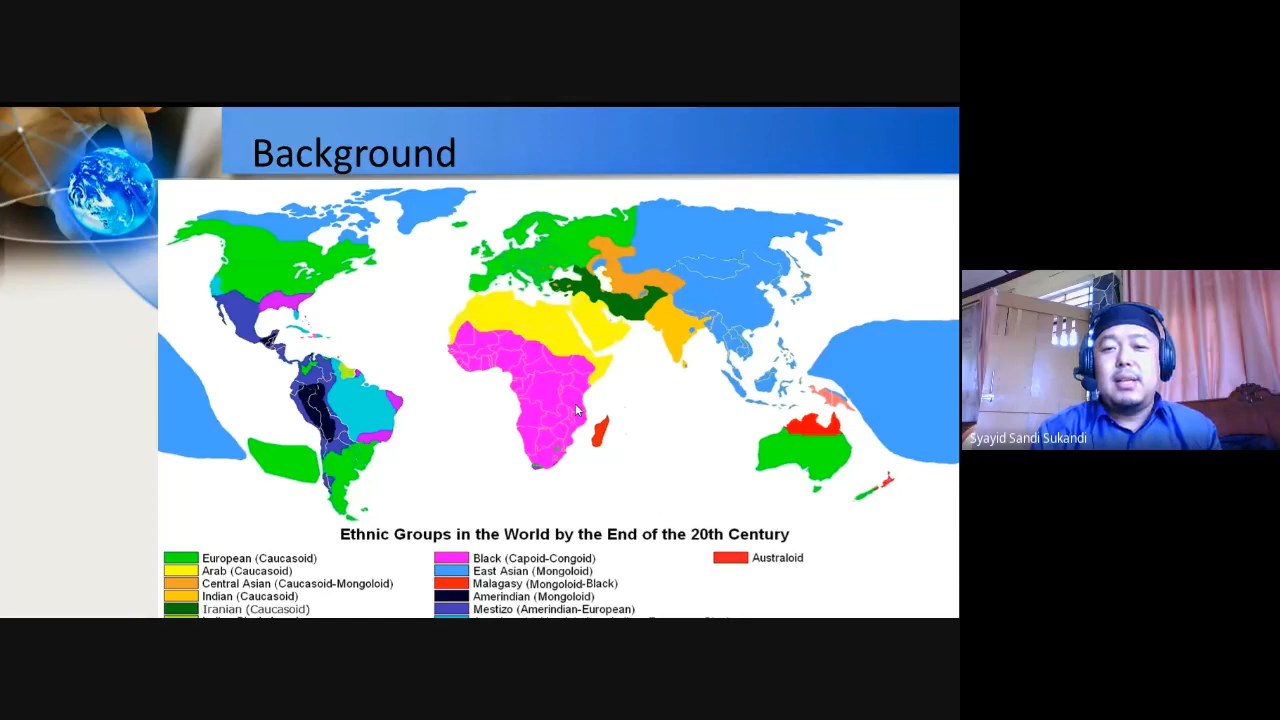 Background
Ethnic Groups in the World by the End of the 20th Century
European (Caucasoid)
Arab (Caucasoid)
Central Asian (Caucasoid-Mongoloid)
Indian (Caucasoid)
Iranian (Caucasoid)
Black (Capoid-Congoid)
East Asian (Mongoloid)
Malagasy (Mongoloid-Black)
Amerindian (Mongoloid)
Mestizo (Amerindian-European)
Australoid
Syayid Sandi Sukandi